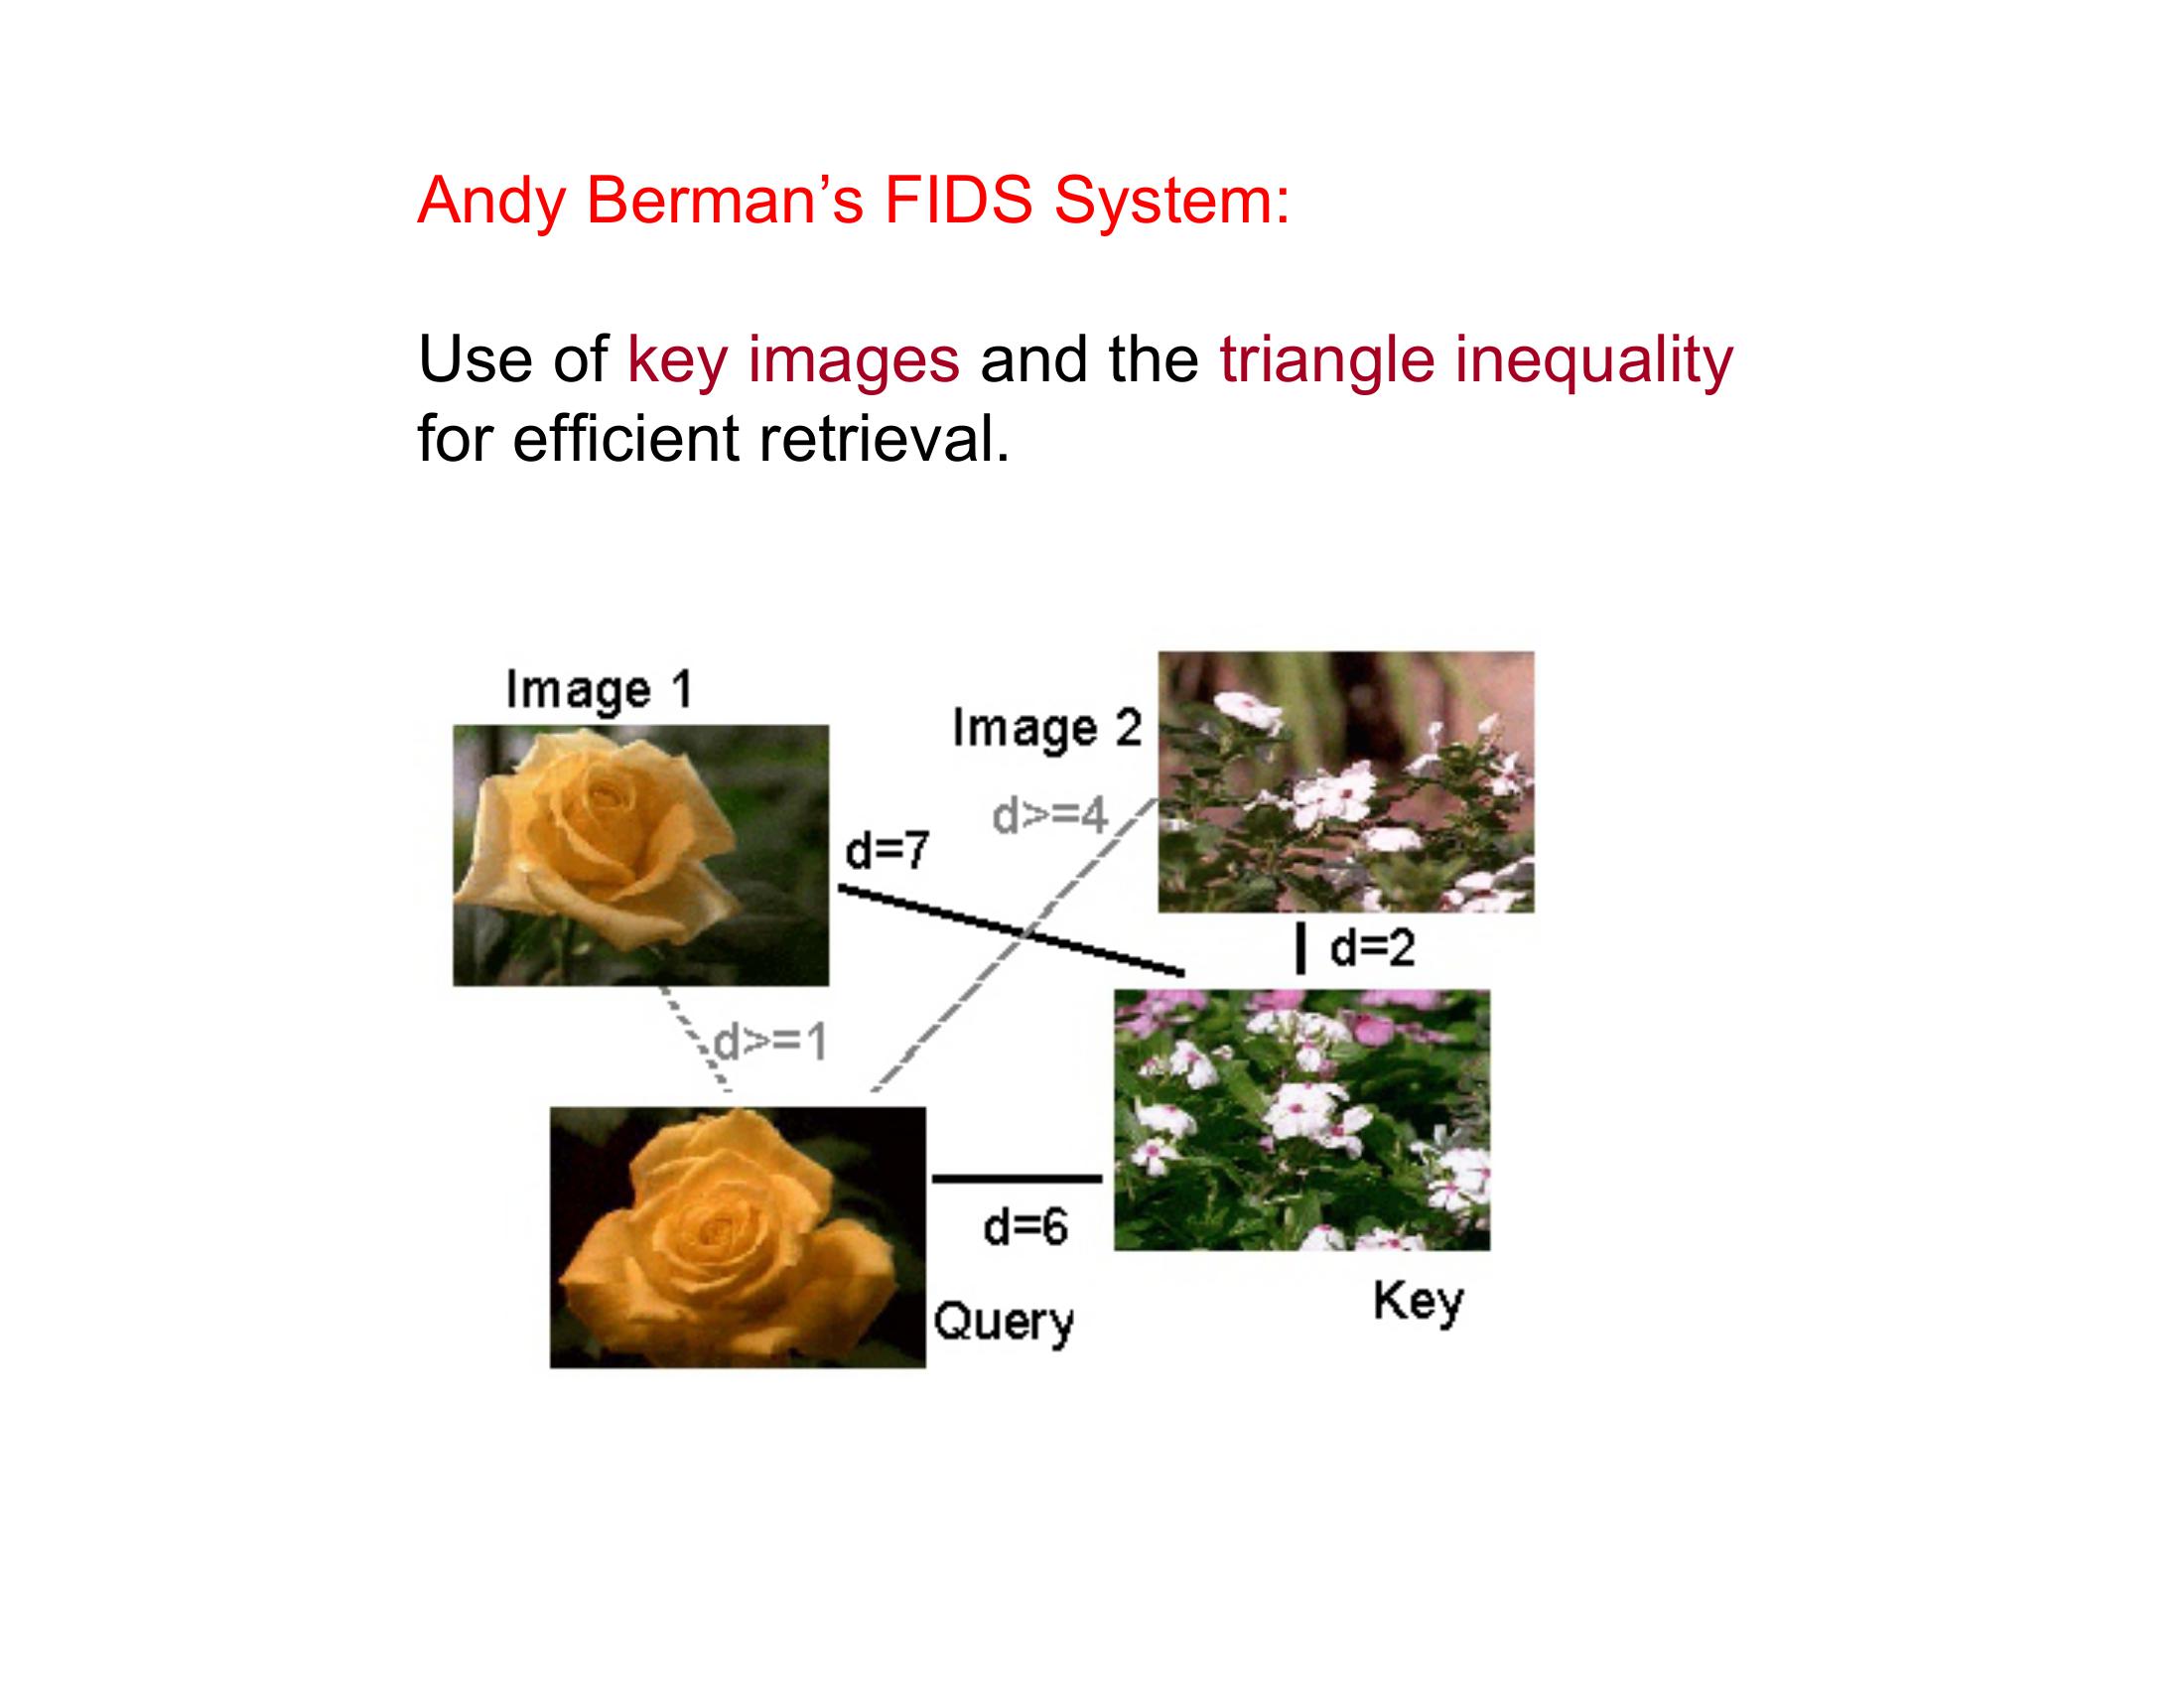 Andy Berman’s FIDS System:
Use of key images and the triangle inequality
for efficient retrieval.
Image 1
Image 2
d>=4
d=7
d=2
d>=1
d=6
Key
Query